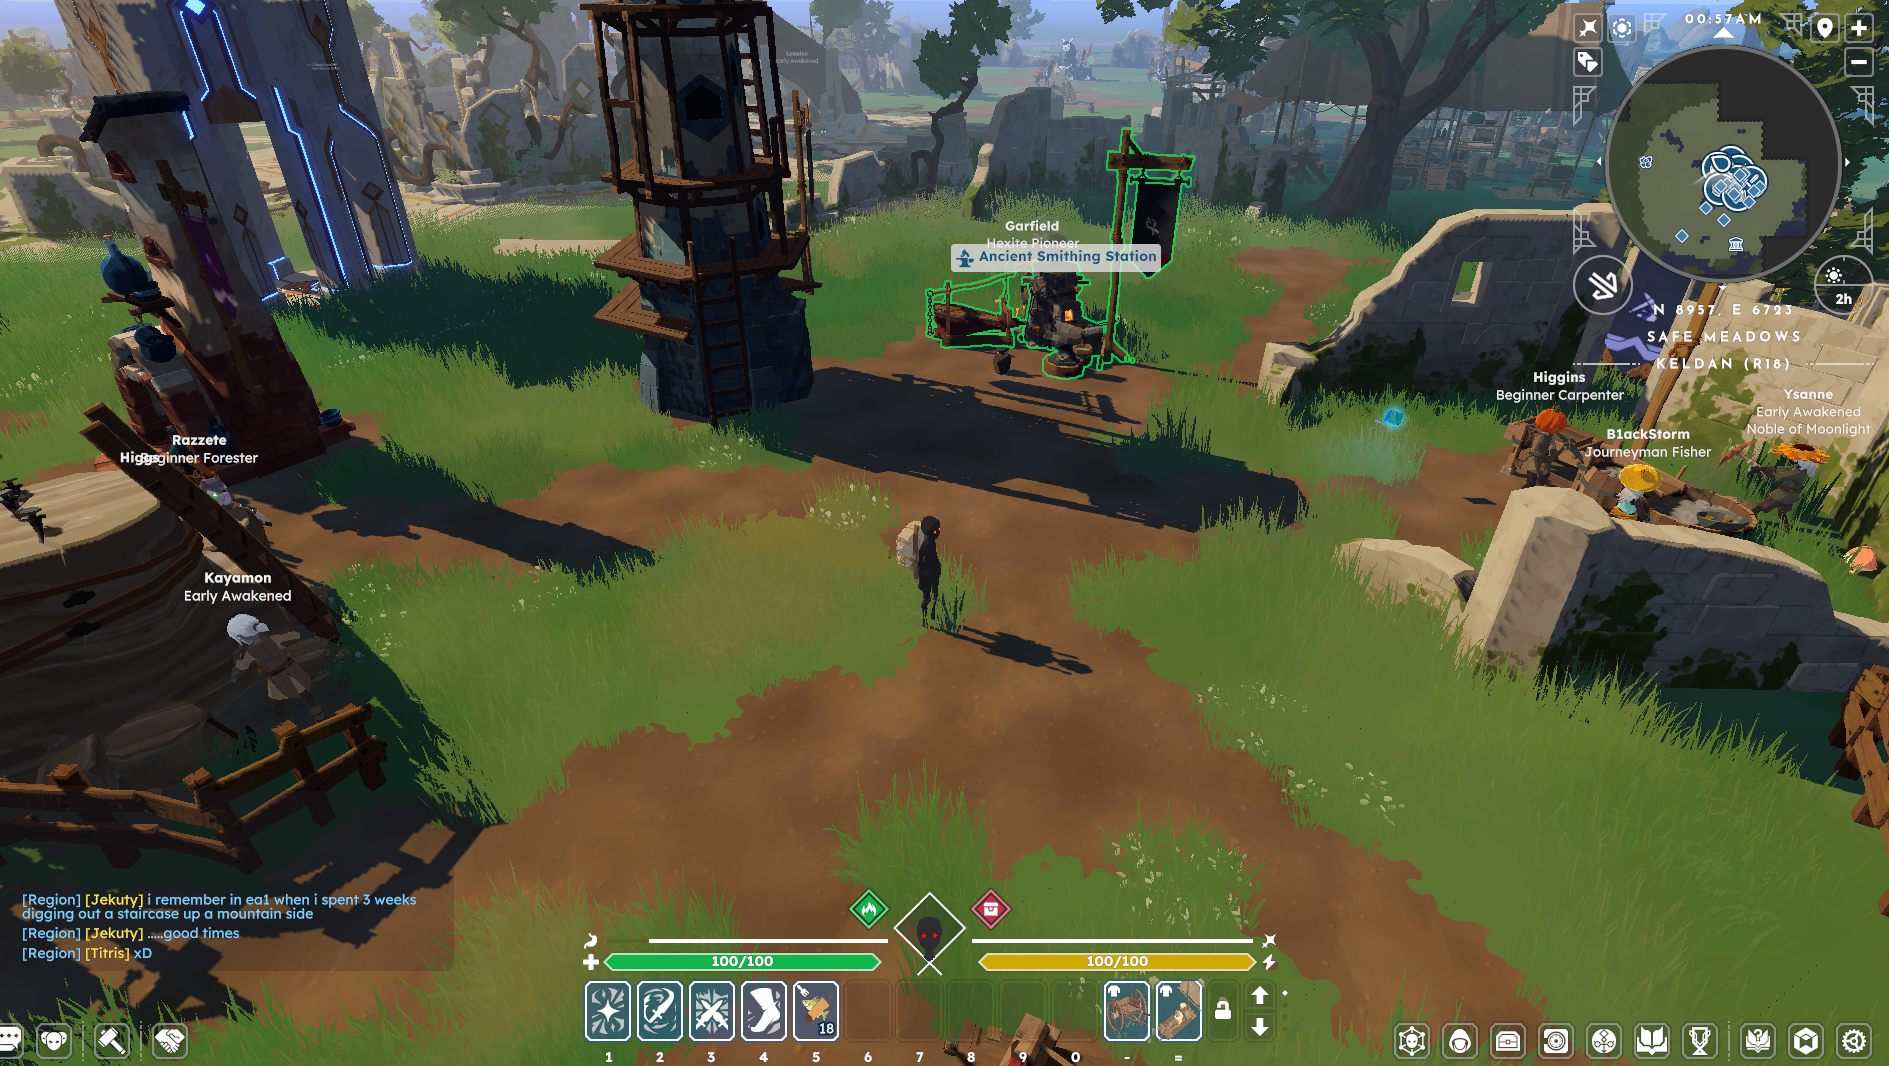 00:57AM
Garfield
Hexite Pioneer
Ancient Smithing Station
2h
N 8957, E 6723
SAFE MEADOWS
KELDAN (R18)
Higgins
Beginner Carpenter
Ysanne
Early Awakened
Noble of Moonlight
B1ackStorm
Journeyman Fisher
Razzete
Beginner Forester
Kayamon
Early Awakened
[Region] [Jekuty] i remember in ea1 when i spent 3 weeks
digging out a staircase up a mountain side
[Region] [Jekuty] .....good times
[Region] [Titris] xD
100/100
100/100
18
1 2 3 4 5 6 7 8 9 0 - =